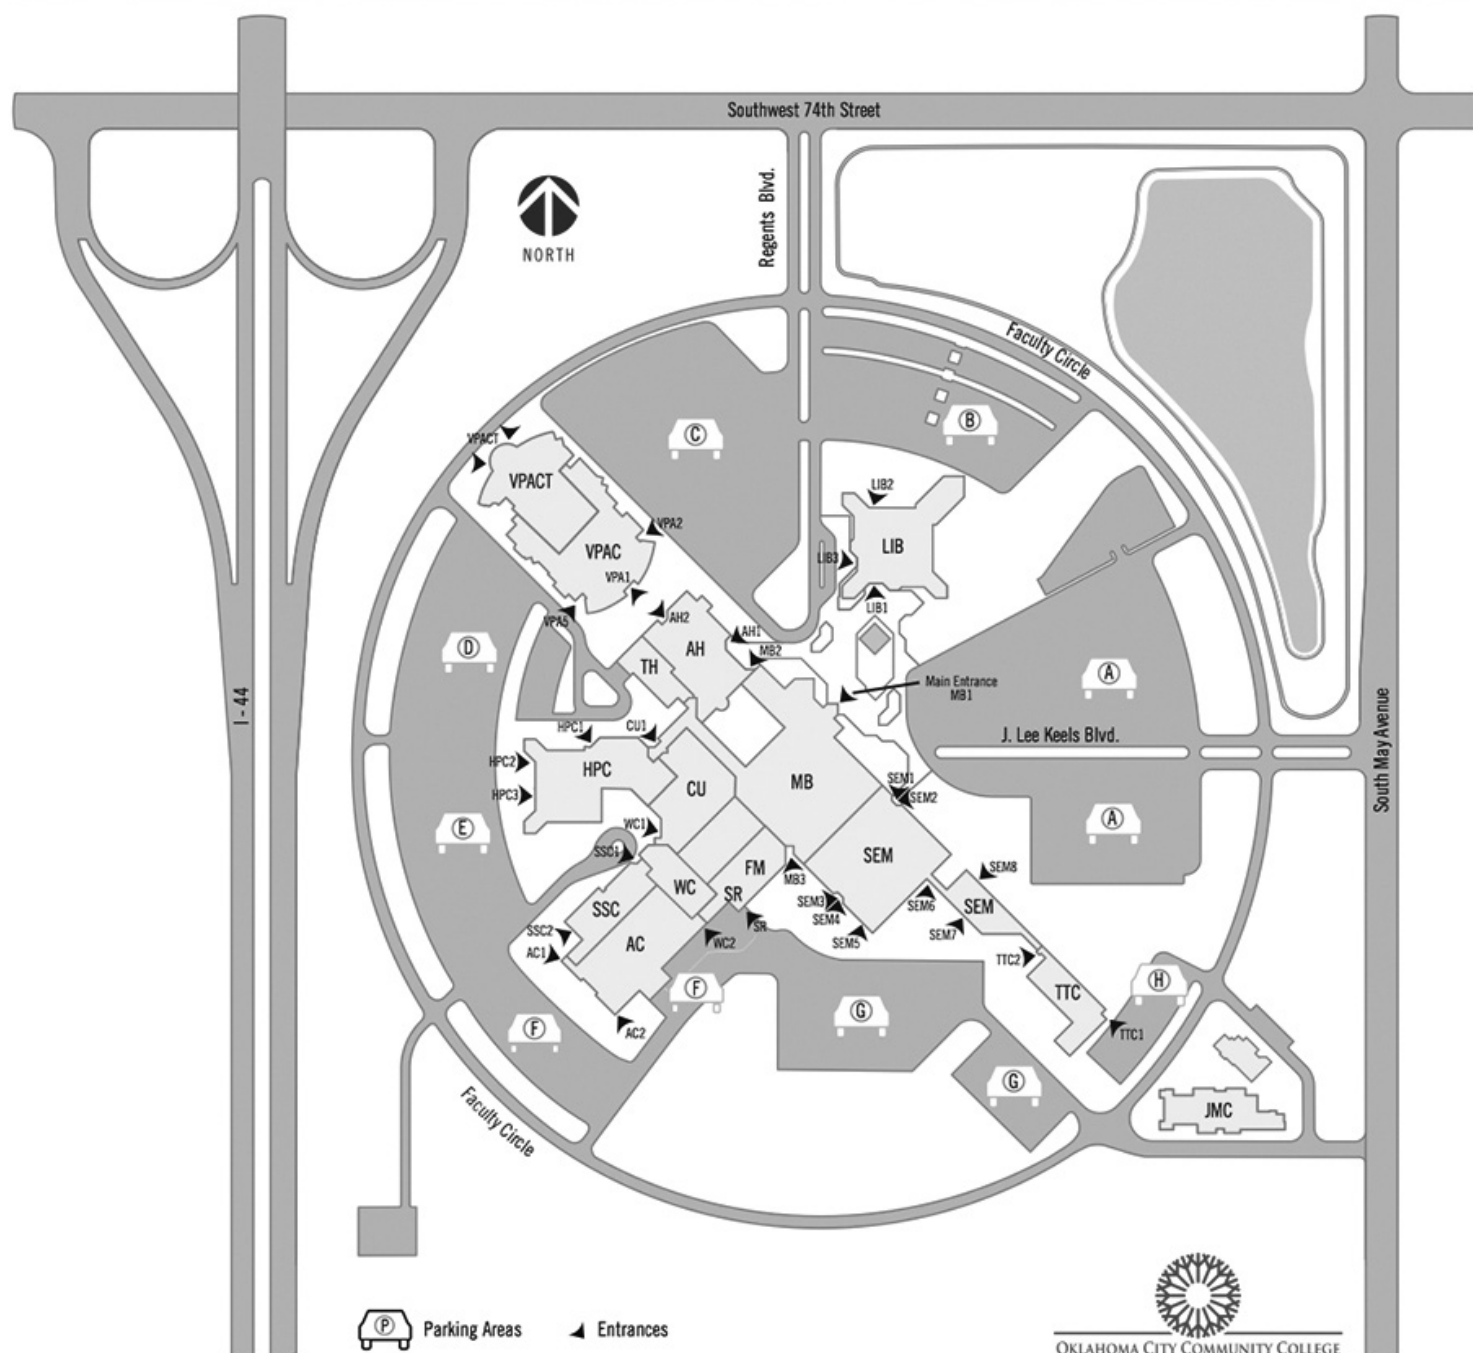 Southwest 74th Street
Regents Blvd.
NORTH
Faculty Circle
C
B
VPACT
VPACT
LIB2
VPA2
LIB
VPAC
LIB3
VPA1
LIB1
VPA5
AH2
AH1
D
AH
MB2
TH
Main Entrance
MB1
A
I - 44
HPC1
CU1
J. Lee Keels Blvd.
South May Avenue
HPC2
HPC
MB
CU
SEM1
SEM2
HPC3
WC1
E
A
SSC1
SEM
FM
MB3
SEM8
WC
SR
SEM3
SEM6
SEM
SSC
SEM4
SSC2
SR
SEM7
SEM5
AC1
AC
WC2
TTC2
F
TTC
H
G
F
AC2
TTC1
G
JMC
Faculty Circle
P
Parking Areas
Entrances
OKLAHOMA CITY COMMUNITY COLLEGE